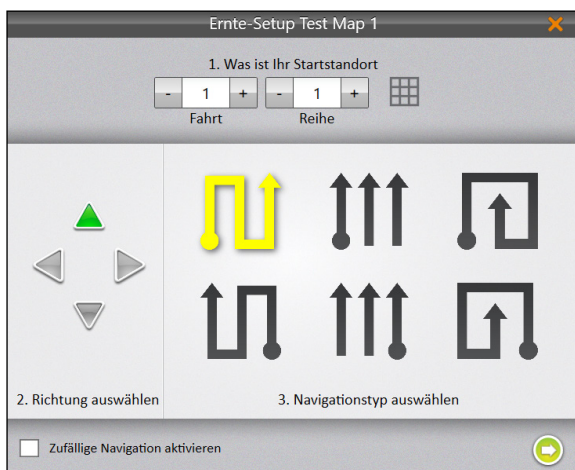 Ernte-Setup Test Map 1
1. Was ist Ihr Startstandort
- 1 + - 1 +
Fahrt Reihe
2. Richtung auswählen 3. Navigationstyp auswählen
Zufällige Navigation aktivieren